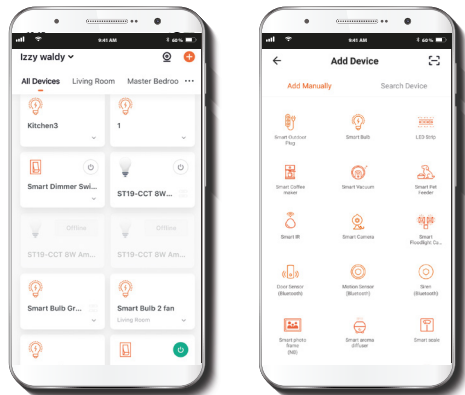 9:41 AM
60%
Izzy waldy
All Devices Living Room Master Bedroo ...
Kitchen3
1
Smart Dimmer Swi...
ST19-CCT 8W...
Offline
Offline
ST19-CCT 8W Am...
ST19-CCT 8W Am...
Smart Bulb Gr...
Smart Bulb 2 fan
Living Room
9:41 AM
60%
Add Device
Add Manually
Search Device
Smart Outdoor
Plug
Smart Bulb
LED Strip
Smart Coffee
maker
Smart Vacuum
Smart Pet
Feeder
Smart IR
Smart Camera
Smart
Floodlight Ca...
Door Sensor
(Bluetooth)
Motion Sensor
(Bluetooth)
Siren
(Bluetooth)
Smart photo
frame
(NB)
Smart aroma
diffuser
Smart scale